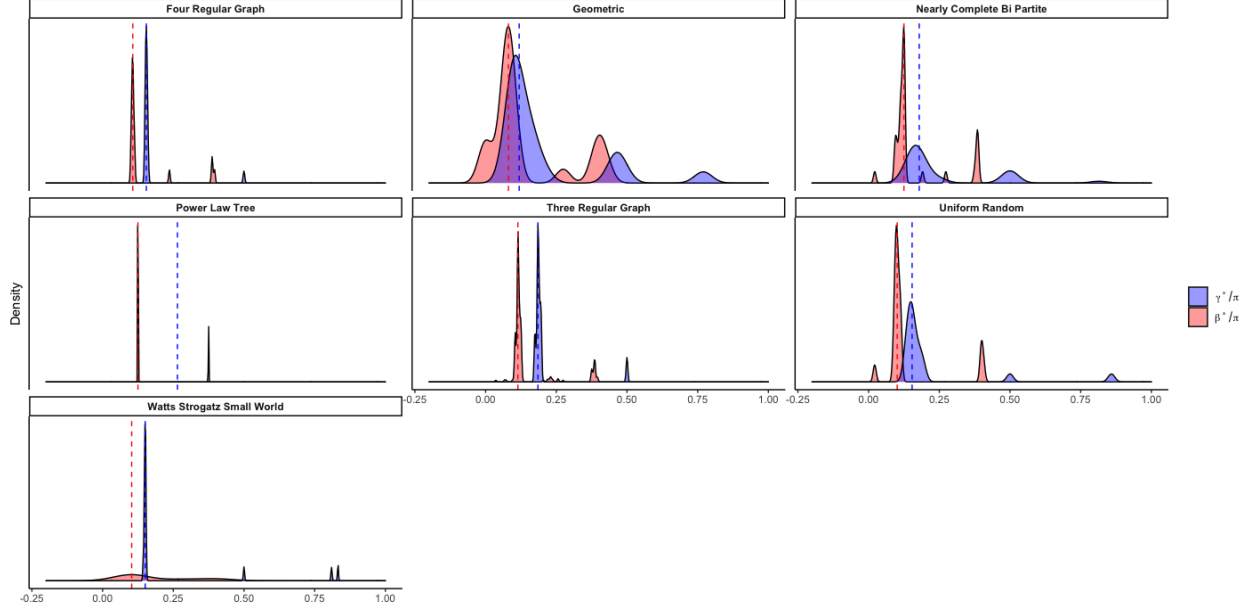 Four Regular Graph
Geometric
Nearly Complete Bi Partite
Power Law Tree
Three Regular Graph
Uniform Random
Density
γ*/π
β*/π
-0.25 0.00 0.25 0.50 0.75 1.00 -0.25 0.00 0.25 0.50 0.75 1.00
Watts Strogatz Small World
-0.25 0.00 0.25 0.50 0.75 1.00